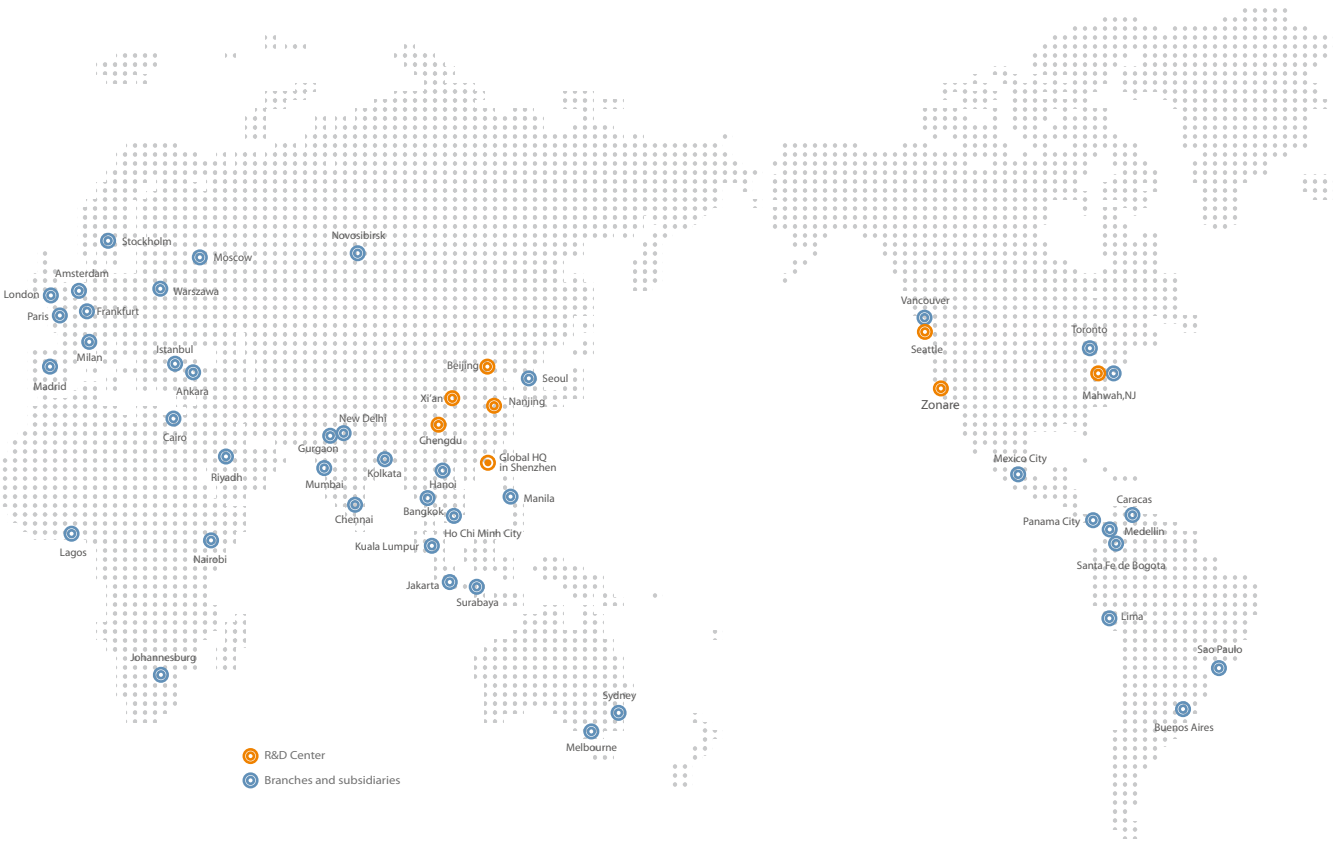 Stockholm
Novosibirsk
Moscow
Amsterdam
London
Warszawa
Paris
Frankfurt
Milan
Istanbul
Madrid
Ankara
Beijing
Seoul
Xi'an
Nanjing
Cairo
New Delhi
Chengdu
Gurgaon
Global HQ
in Shenzhen
Riyadh
Mumbai
Kolkata
Hanoi
Manila
Chennai
Bangkok
Ho Chi Minh City
Kuala Lumpur
Lagos
Nairobi
Jakarta
Surabaya
Johannesburg
Sydney
Melbourne
Vancouver
Seattle
Toronto
Zonare
Mahwah,NJ
Mexico City
Caracas
Panama City
Medellin
Santa Fe de Bogota
Lima
Sao Paulo
Buenos Aires
R&D Center
Branches and subsidiaries